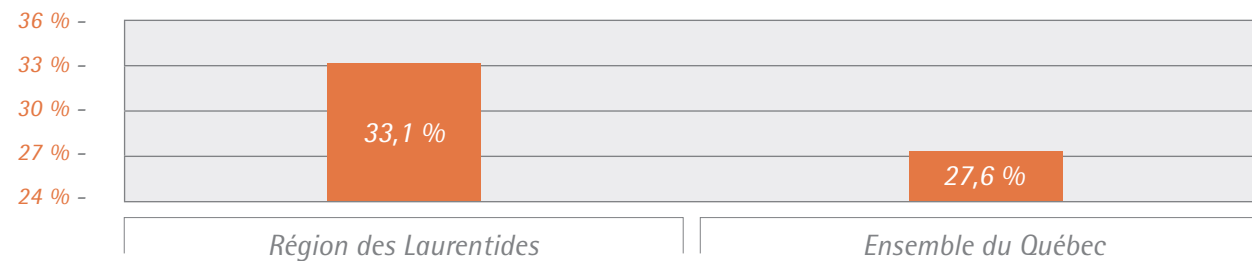 36 % -
33 % -
30 % -
27 % -
24 % -
33,1 %
27,6 %
Région des Laurentides
Ensemble du Québec